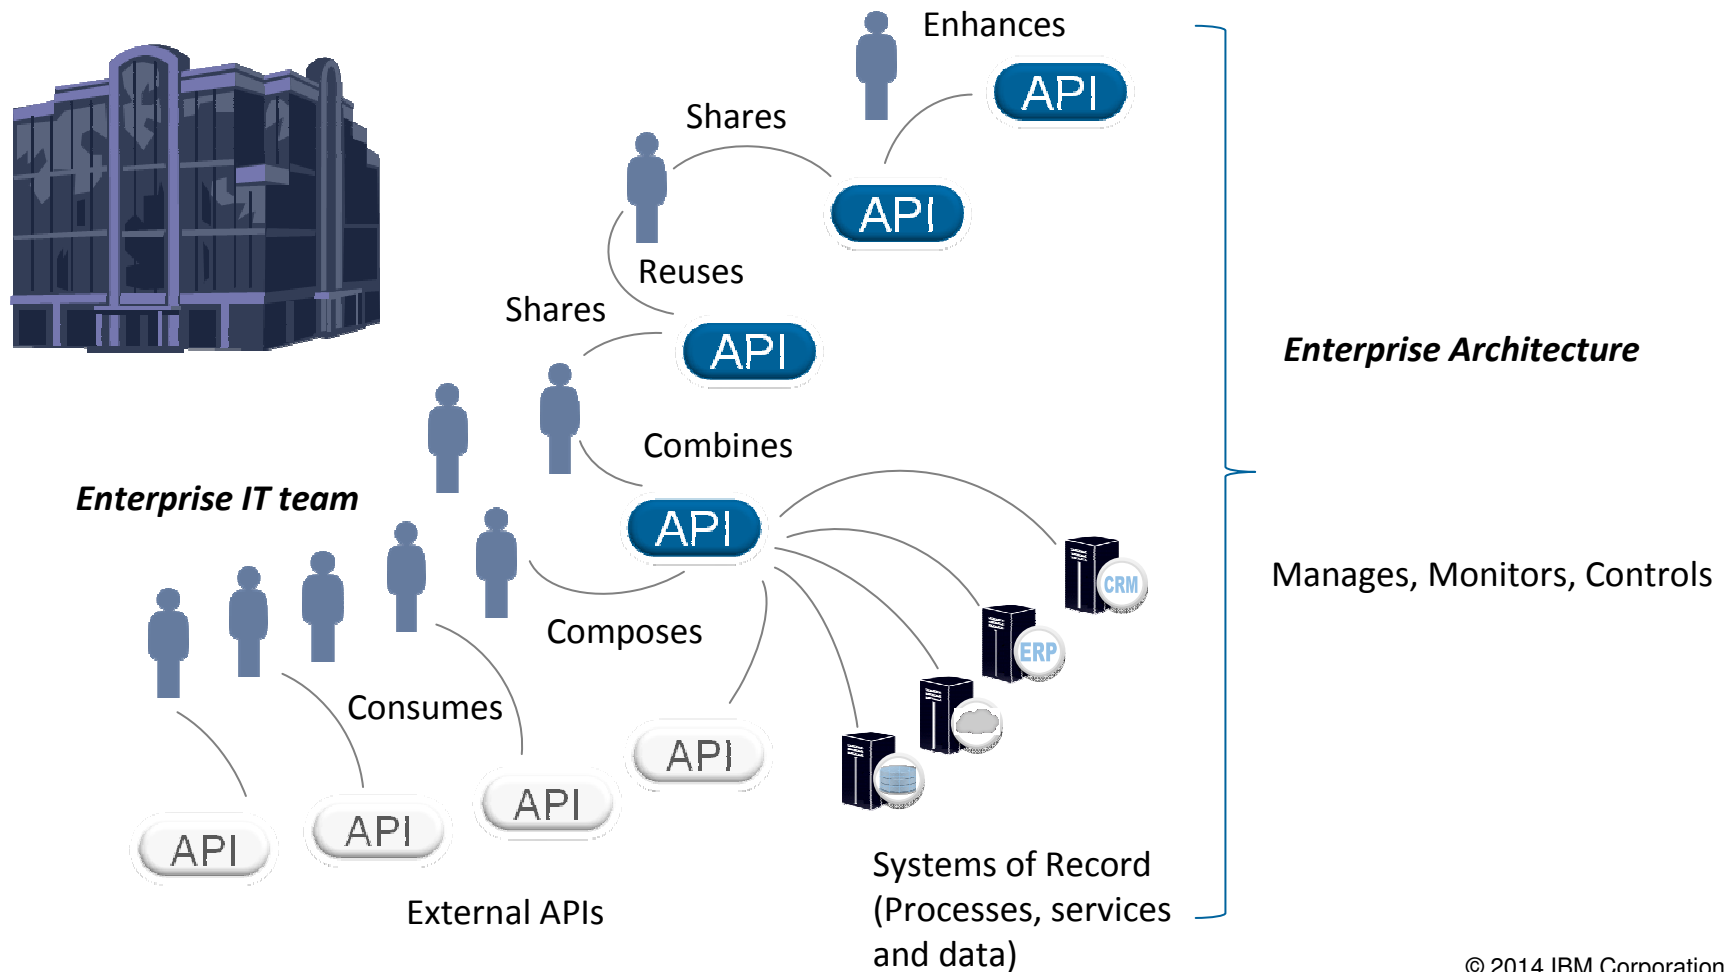 Enhances
API
Shares
API
Reuses
Shares
API
Enterprise Architecture
Combines
Enterprise IT team
API
CRM
Manages, Monitors, Controls
Composes
ERP
Consumes
API
API
API
API
Systems of Record
(Processes, services
and data)
External APIs
© 2014 IBM Corporation